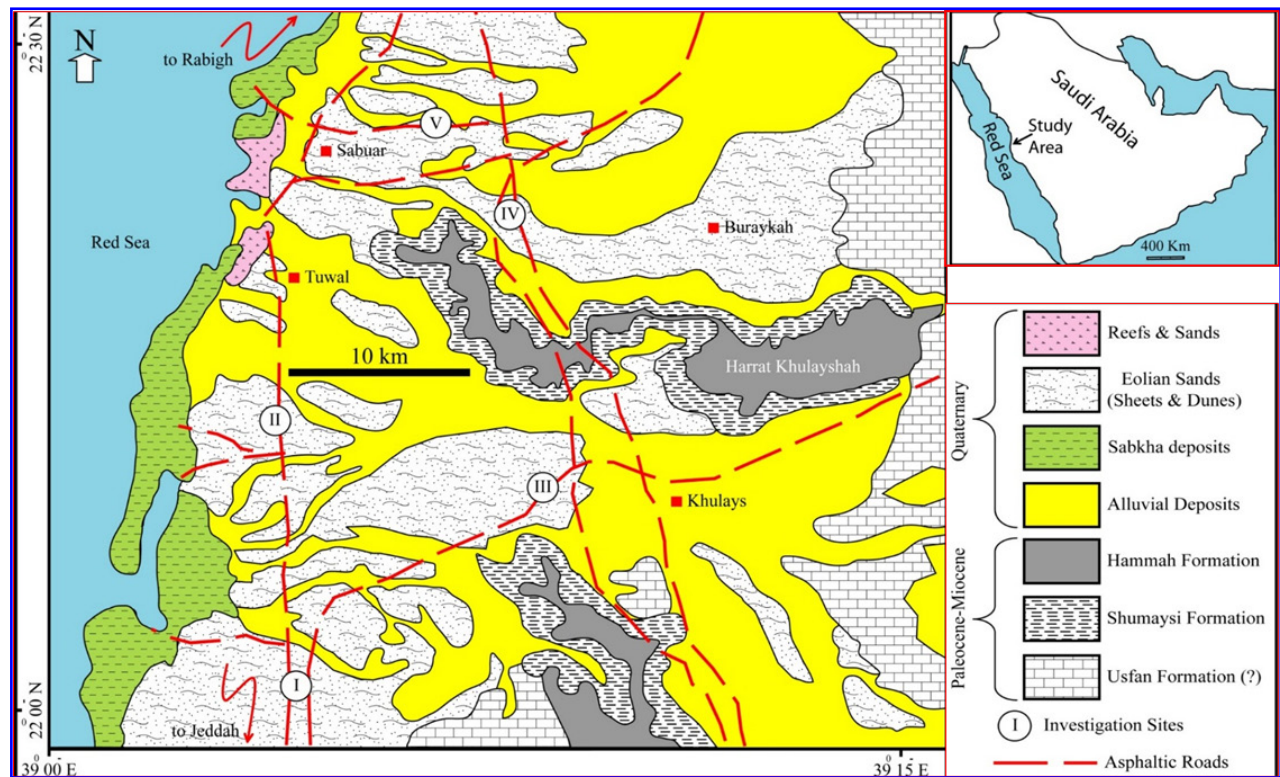 22° 30 N
N
to Rabigh
V
Sabuar
IV
Red Sea
Buraykah
Tuwal
10 km
Harrat Khulayshah
II
III
Khulays
I
22° 00 N
to Jeddah
39° 00 E
39° 15 E
Saudi Arabia
Red Sea
Study
Area
400 Km
Quaternary
Reefs & Sands
Eolian Sands
(Sheets & Dunes)
Sabkha deposits
Alluvial Deposits
Paleocene-Miocene
Hammah Formation
Shumaysi Formation
Usfan Formation (?)
I Investigation Sites
Asphaltic Roads